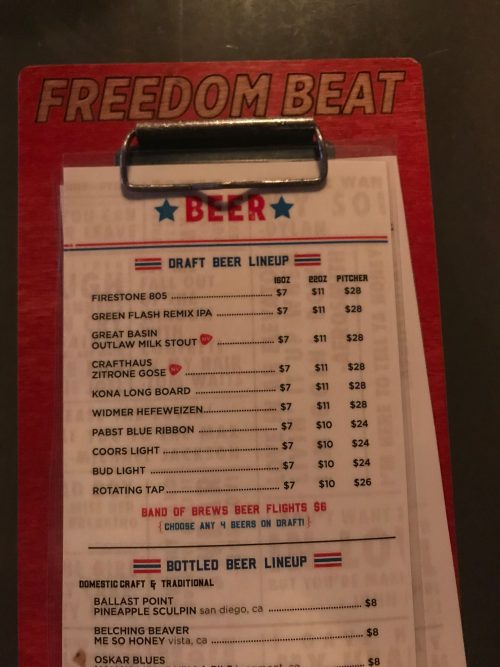 FREEDOM BEAT
BEER
DRAFT BEER LINEUP
16OZ 22OZ PITCHER
FIRESTONE 805 $7 $11 $28
GREEN FLASH REMIX IPA $7 $11 $28
GREAT BASIN
OUTLAW MILK STOUT NV $7 $11 $28
CRAFTHAUS
ZITRONE GOSE NV $7 $11 $28
KONA LONG BOARD $7 $11 $28
WIDMER HEFEWEIZEN $7 $11 $28
PABST BLUE RIBBON $7 $10 $24
COORS LIGHT $7 $10 $24
BUD LIGHT $7 $10 $24
ROTATING TAP $7 $10 $26
BAND OF BREWS BEER FLIGHTS $6
{CHOOSE ANY 4 BEERS ON DRAFT!}
BOTTLED BEER LINEUP
DOMESTIC CRAFT & TRADITIONAL
BALLAST POINT
PINEAPPLE SCULPIN san diego, ca $8
BELCHING BEAVER
ME SO HONEY vista, ca $8
OSKAR BLUES